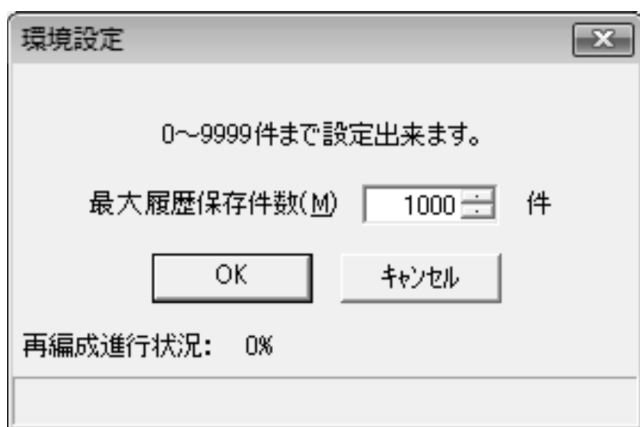 環境設定
0～9999件まで設定出来ます。
最大履歴保存件数(M) 1000 件
OK ｷｬﾝｾﾙ
再編成進行状況： 0%